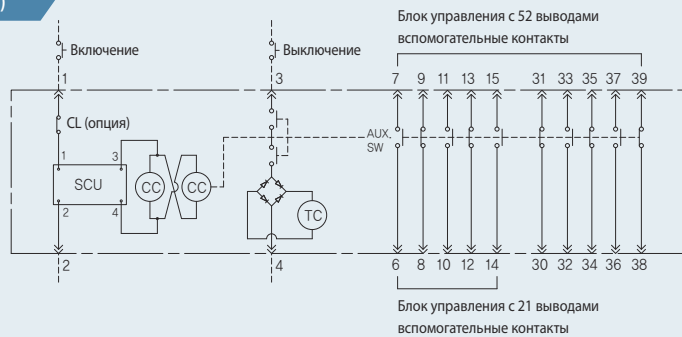 )
Блок управления с 52 выводами
вспомогательные контакты
Включение
Выключение
1
3
7 9 11 13 15 31 33 35 37 39
CL (опция)
AUX.
SW
1 3
SCU
CC CC
2 4
TC
2
4
6 8 10 12 14 30 32 34 36 38
Блок управления с 21 выводами
вспомогательные контакты